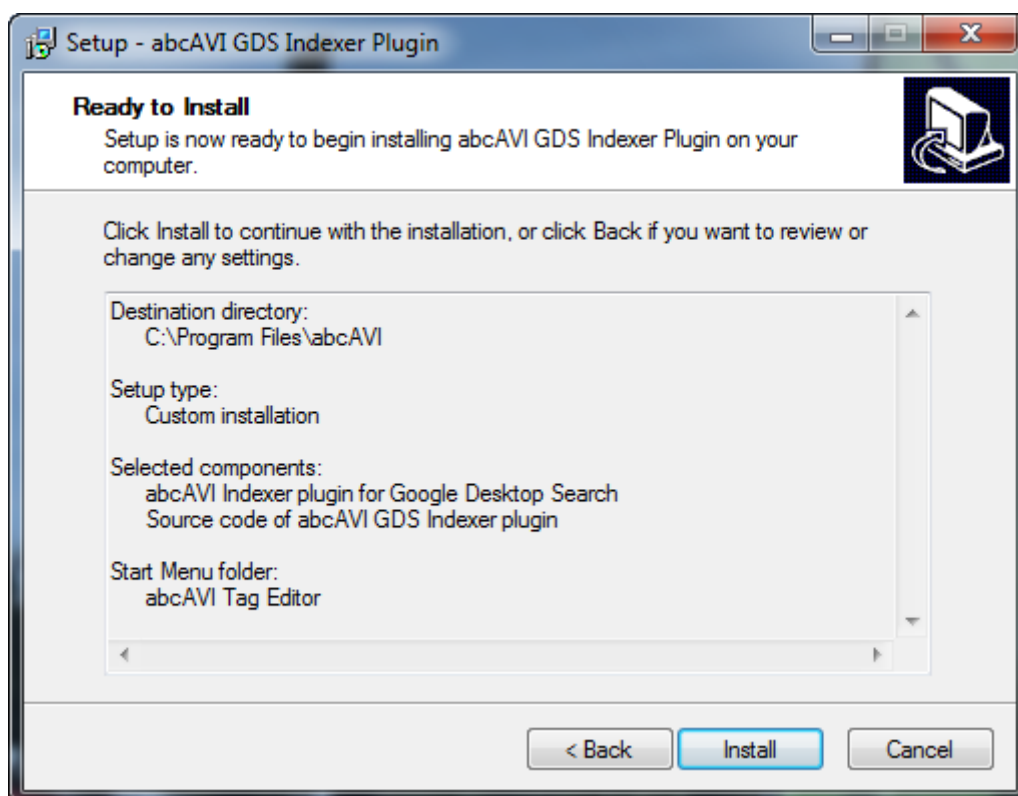 Setup - abcAVI GDS Indexer Plugin
Ready to Install
Setup is now ready to begin installing abcAVI GDS Indexer Plugin on your
computer.
Click Install to continue with the installation, or click Back if you want to review or
change any settings.
Destination directory:
C:\Program Files\abcAVI
Setup type:
Custom installation
Selected components:
abcAVI Indexer plugin for Google Desktop Search
Source code of abcAVI GDS Indexer plugin
Start Menu folder:
abcAVI Tag Editor
< Back Install Cancel